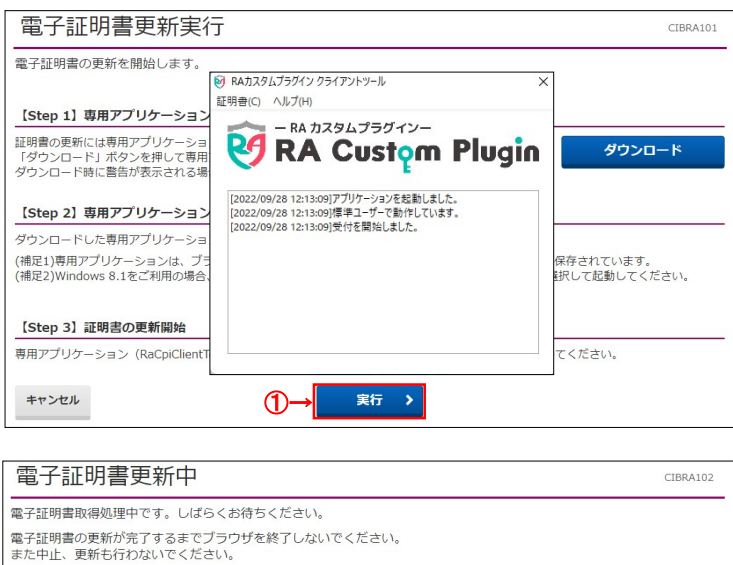 電子証明書更新実行
CIBRA101
電子証明書の更新を開始します。
RAカスタムプラグイン クライアントツール
証明書(C) ヘルプ(H)
― RA カスタムプラグイン―
RA Custom Plugin
[2022/09/28 12:13:09]アプリケーションを起動しました。
[2022/09/28 12:13:09]標準ユーザーで動作しています。
[2022/09/28 12:13:09]受付を開始しました。
【Step 1】専用アプリケーション
証明書の更新には専用アプリケーショ
「ダウンロード」ボタンを押して専用
ダウンロード時に警告が表示される場
ダウンロード
【Step 2】専用アプリケーション
ダウンロードした専用アプリケーショ
(補足1)専用アプリケーションは、ブラ
保存されています。
(補足2)Windows 8.1をご利用の場合、
択して起動してください。
【Step 3】証明書の更新開始
専用アプリケーション（RaCpiClientT
てください。
キャンセル
①→
実行
電子証明書更新中
CIBRA102
電子証明書取得処理中です。しばらくお待ちください。
電子証明書の更新が完了するまでブラウザを終了しないでください。
また中止、更新も行わないでください。